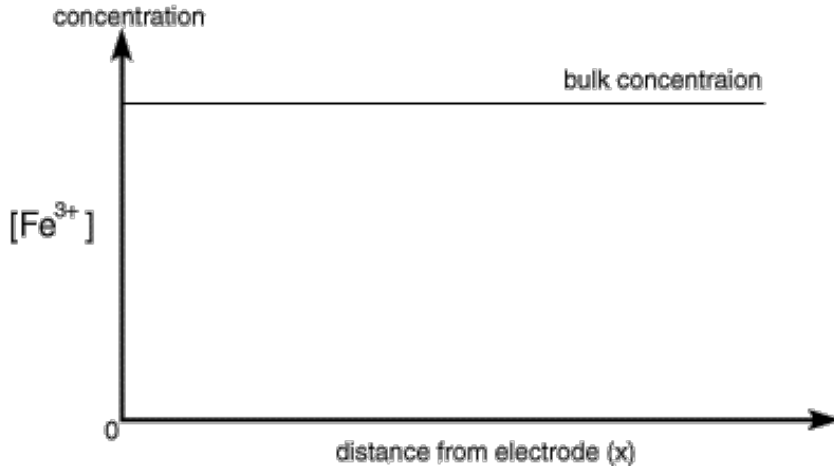 concentration
bulk concentraion
[Fe³⁺]
0
distance from electrode (x)